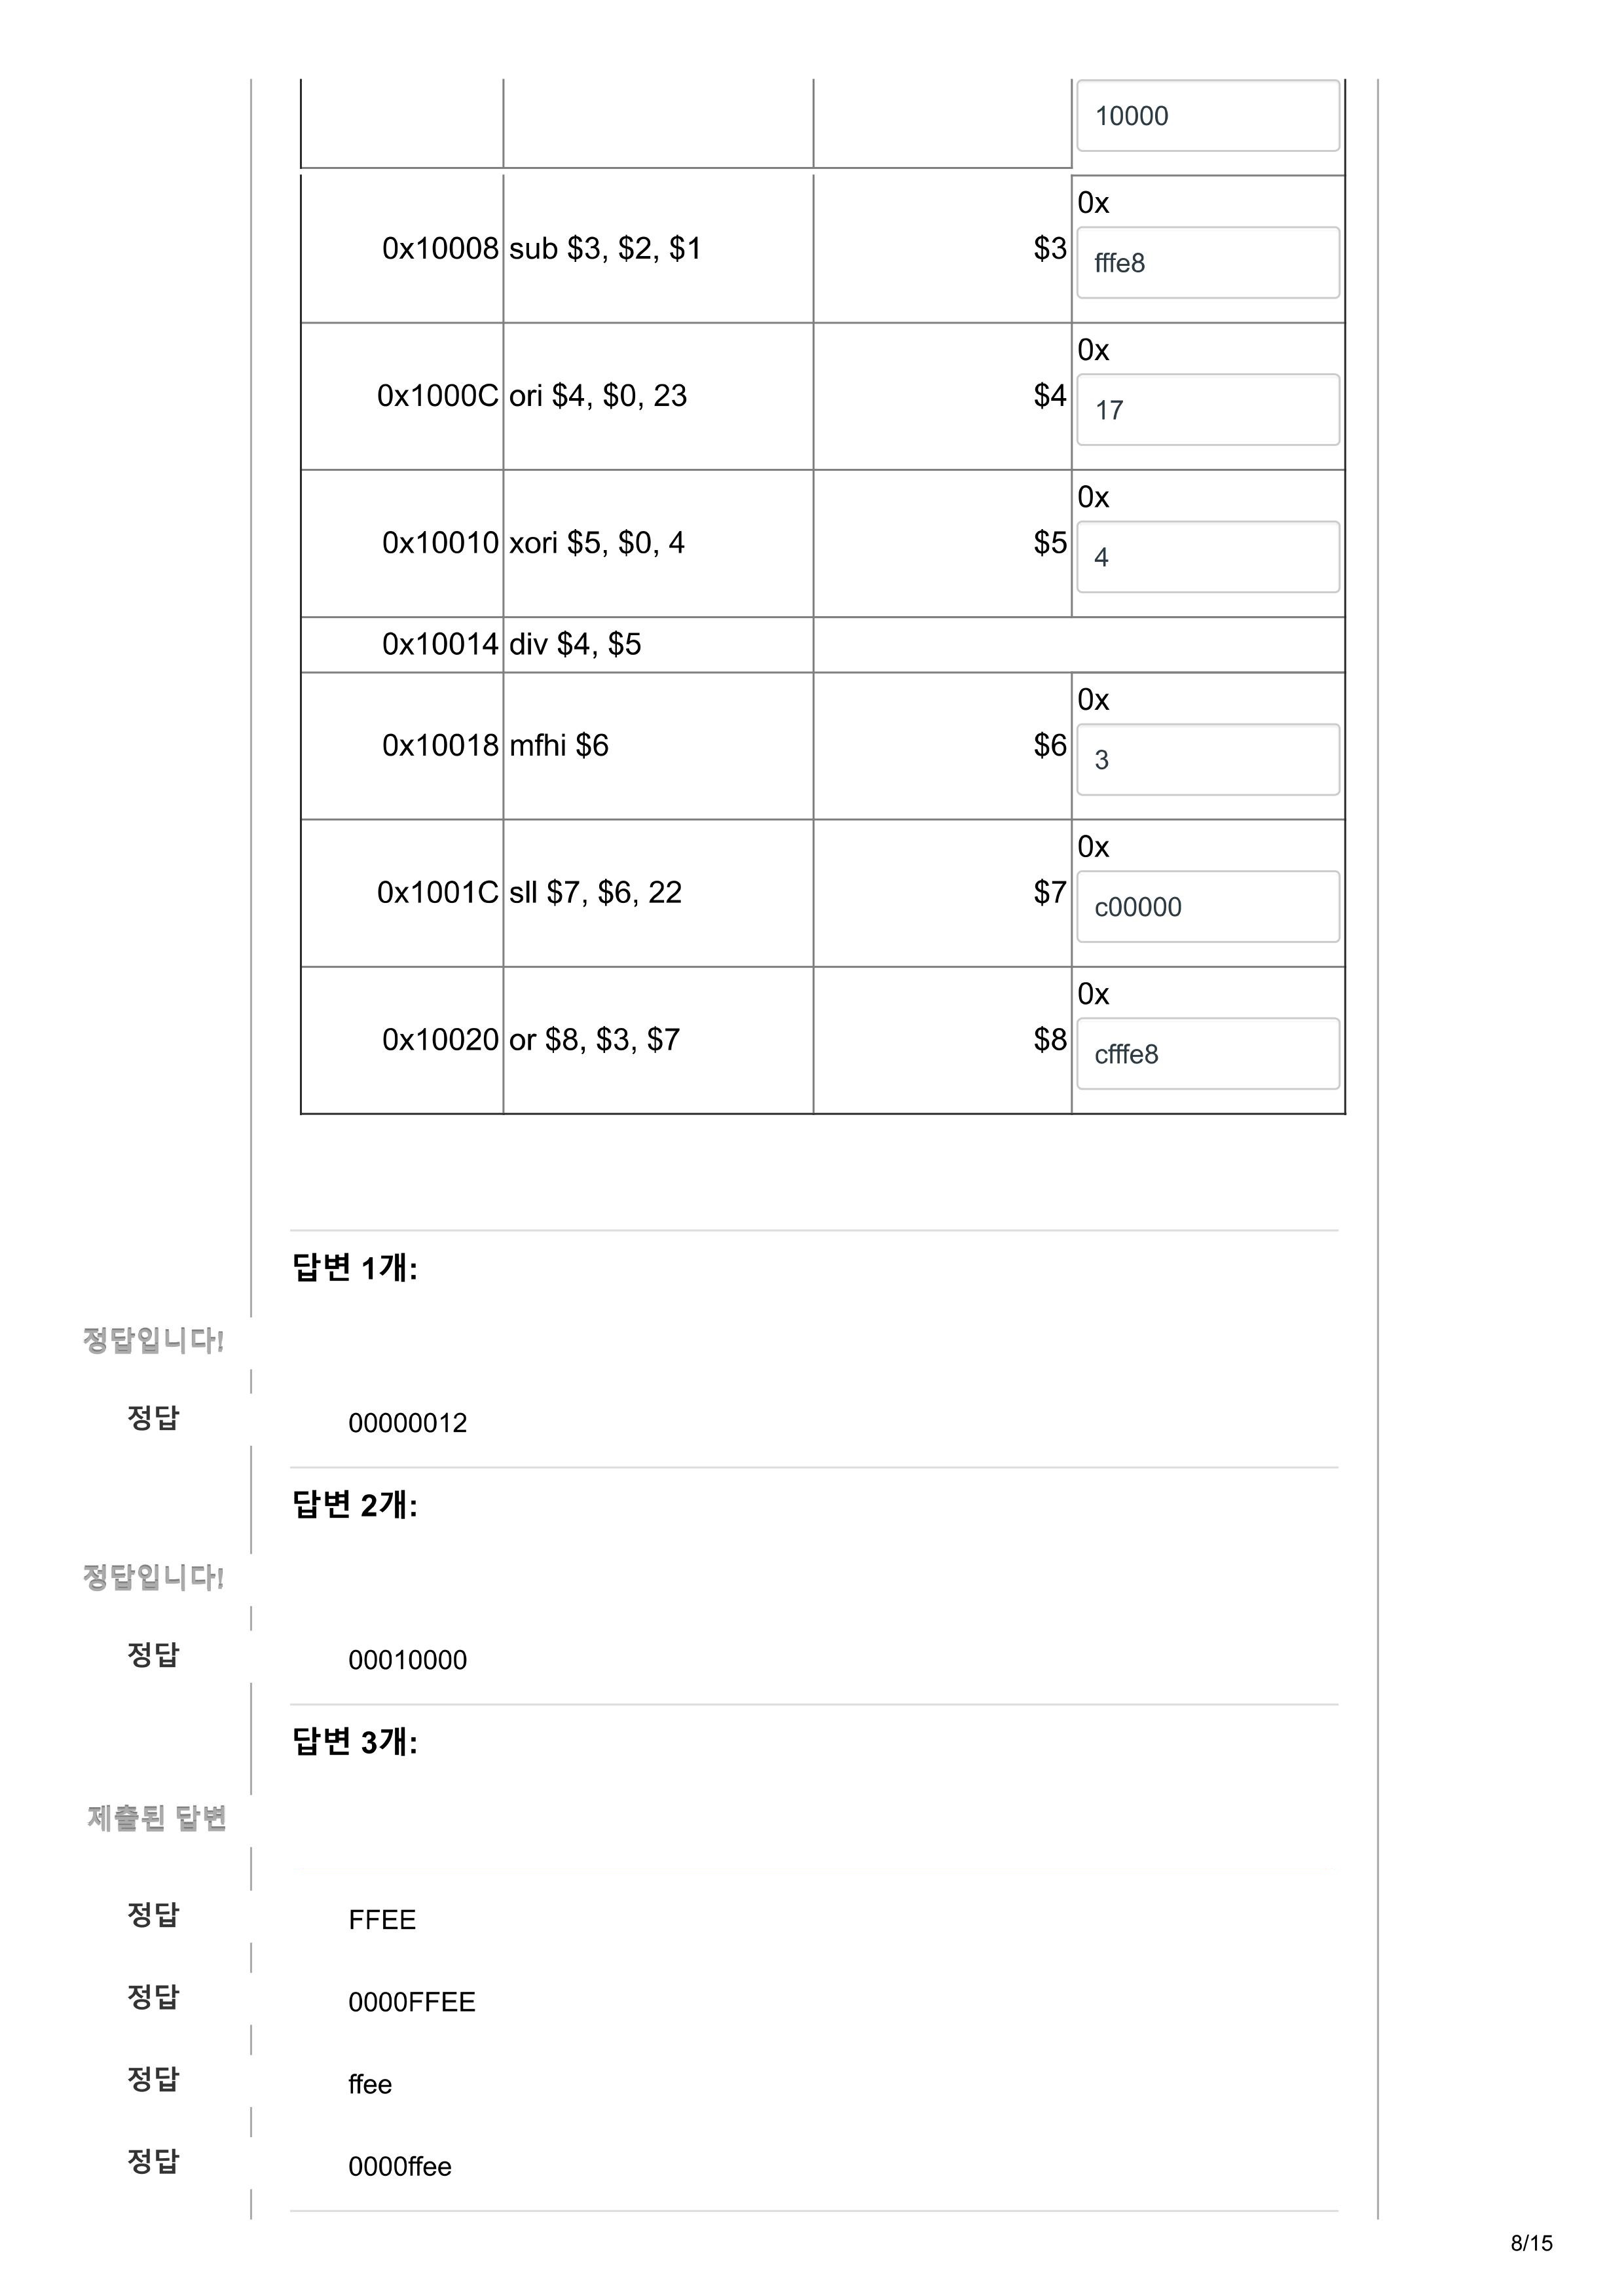 10000
0x
0x10008 sub $3, $2, $1 $3 fffe8
0x
0x1000C ori $4, $0, 23 $4 17
0x
0x10010 xori $5, $0, 4 $5 4
0x10014 div $4, $5
0x
0x10018 mfhi $6 $6 3
0x
0x1001C sll $7, $6, 22 $7 c00000
0x
0x10020 or $8, $3, $7 $8 cfffe8
답변 1개:
정답입니다!
정답 00000012
답변 2개:
정답입니다!
정답 00010000
답변 3개:
제출된 답변
정답 FFEE
정답 0000FFEE
정답 ffee
정답 0000ffee
8/15